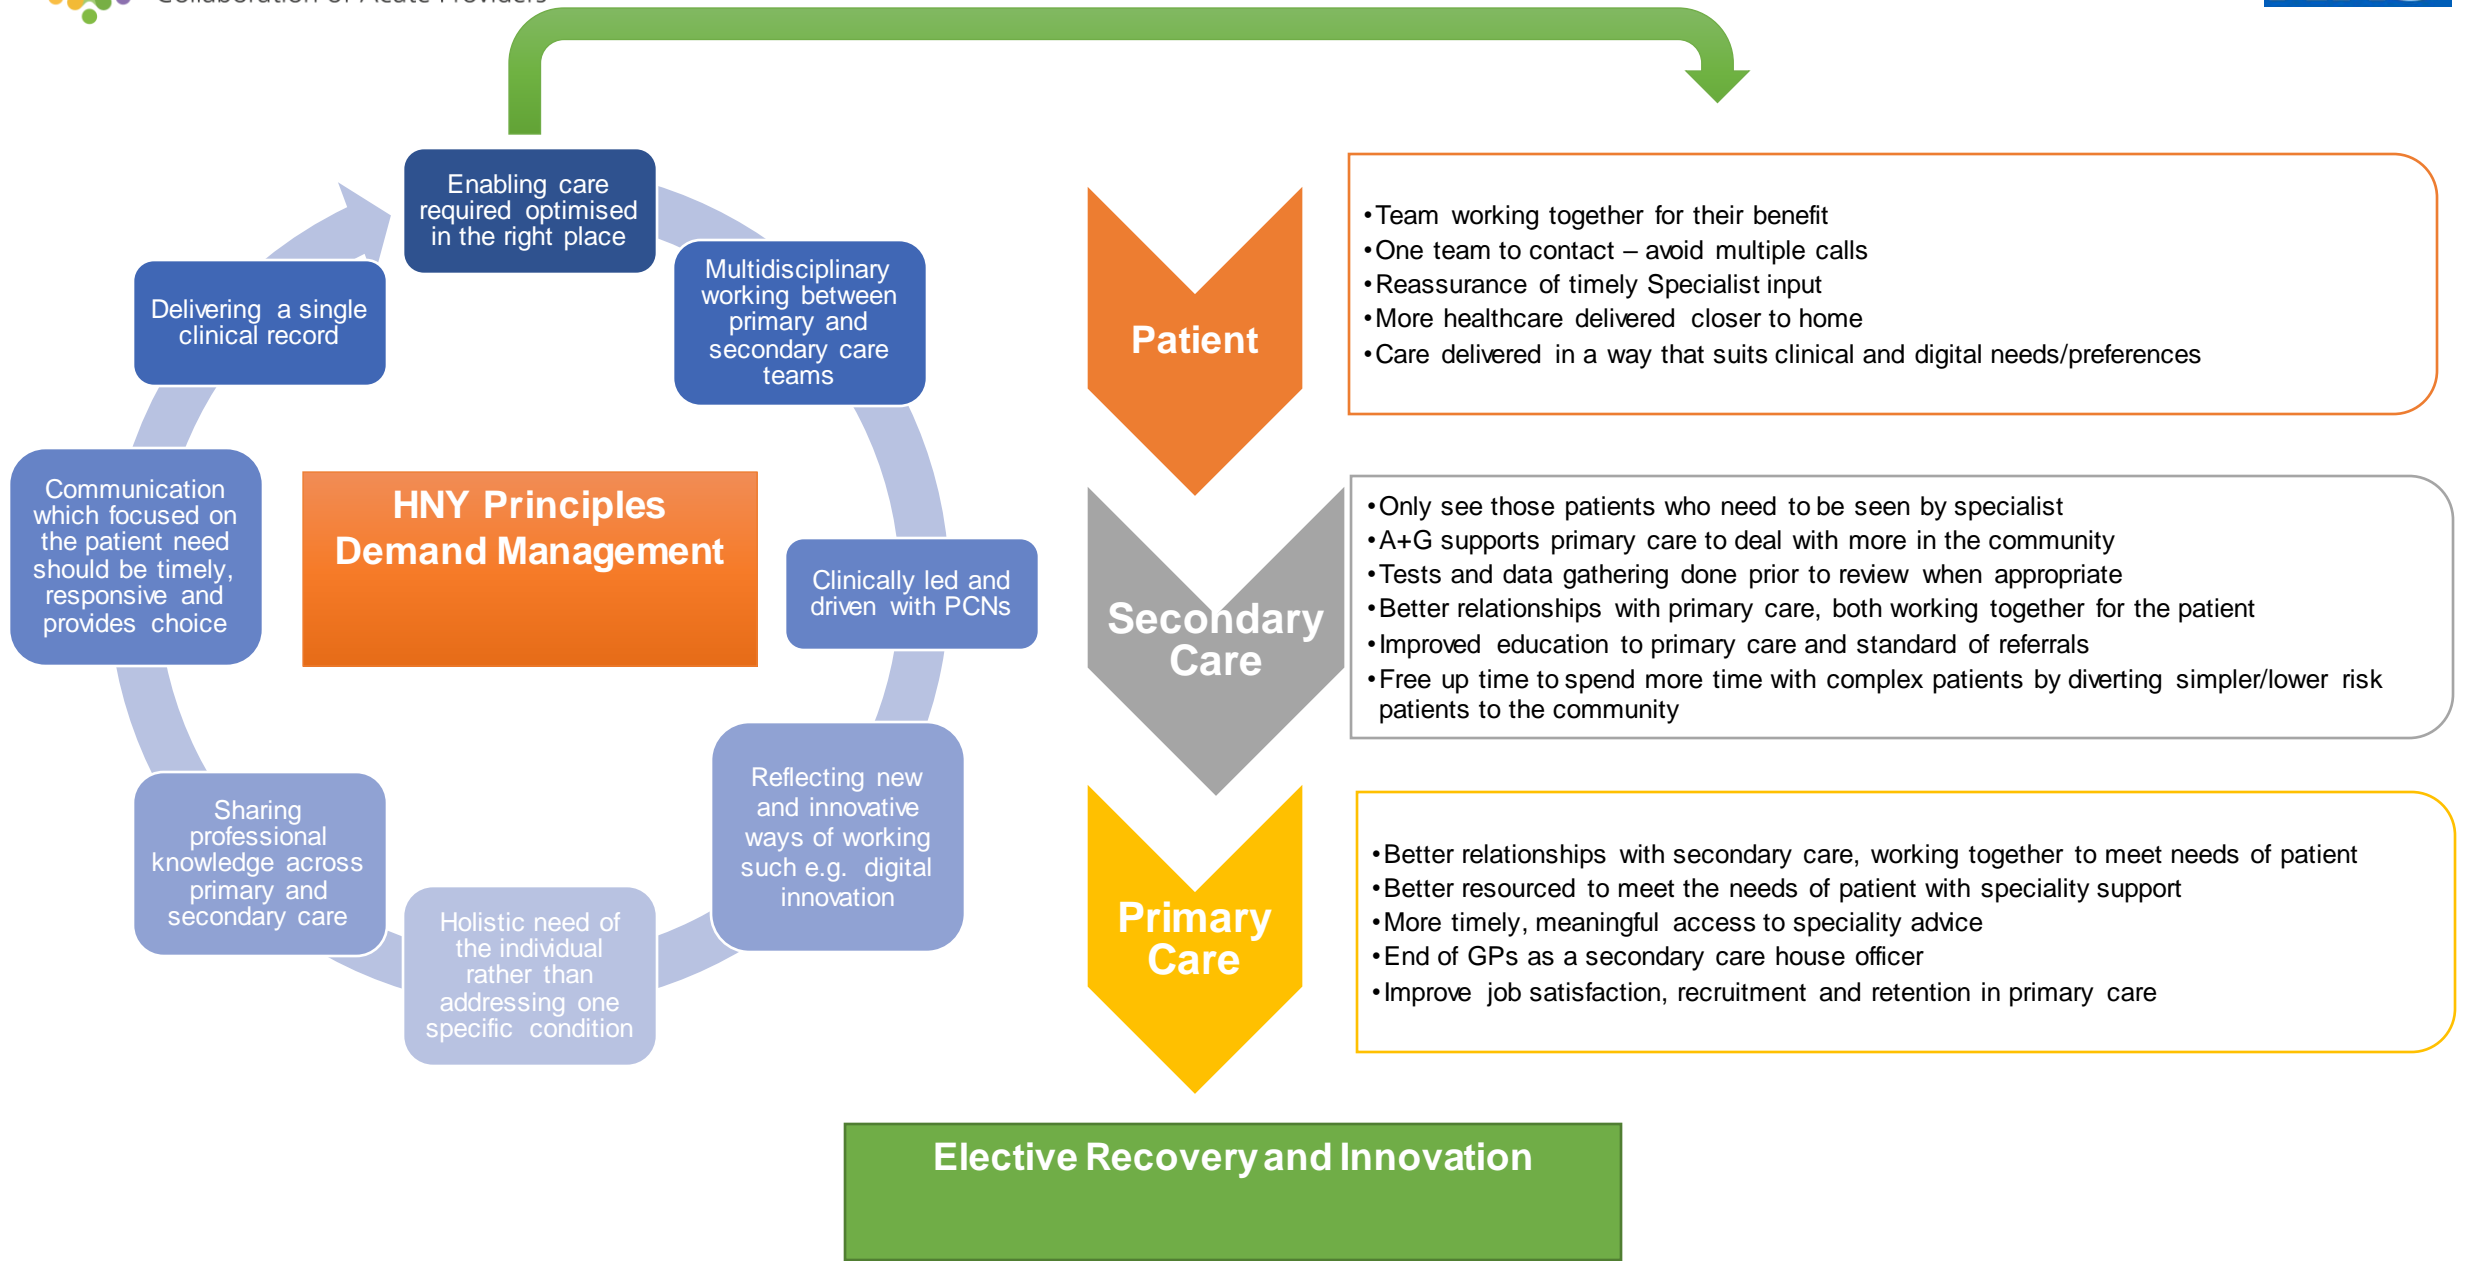 Collaboration of Acute Providers
Enabling care
required optimised
in the right place
Multidisciplinary
working between
primary and
secondary care
teams
Clinically led and
driven with PCNs
Reflecting new
and innovative
ways of working
such e.g. digital
innovation
Holistic need of
the individual
rather than
addressing one
specific condition
Sharing
professional
knowledge across
primary and
secondary care
Communication
which focused on
the patient need
should be timely,
responsive and
provides choice
Delivering a single
clinical record
HNY Principles
Demand Management
Patient
•Team working together for their benefit
•One team to contact – avoid multiple calls
•Reassurance of timely Specialist input
•More healthcare delivered closer to home
•Care delivered in a way that suits clinical and digital needs/preferences
Secondary
Care
•Only see those patients who need to be seen by specialist
•A+G supports primary care to deal with more in the community
•Tests and data gathering done prior to review when appropriate
•Better relationships with primary care, both working together for the patient
•Improved education to primary care and standard of referrals
•Free up time to spend more time with complex patients by diverting simpler/lower risk
patients to the community
Primary
Care
•Better relationships with secondary care, working together to meet needs of patient
•Better resourced to meet the needs of patient with speciality support
•More timely, meaningful access to speciality advice
•End of GPs as a secondary care house officer
•Improve job satisfaction, recruitment and retention in primary care
Elective Recovery and Innovation